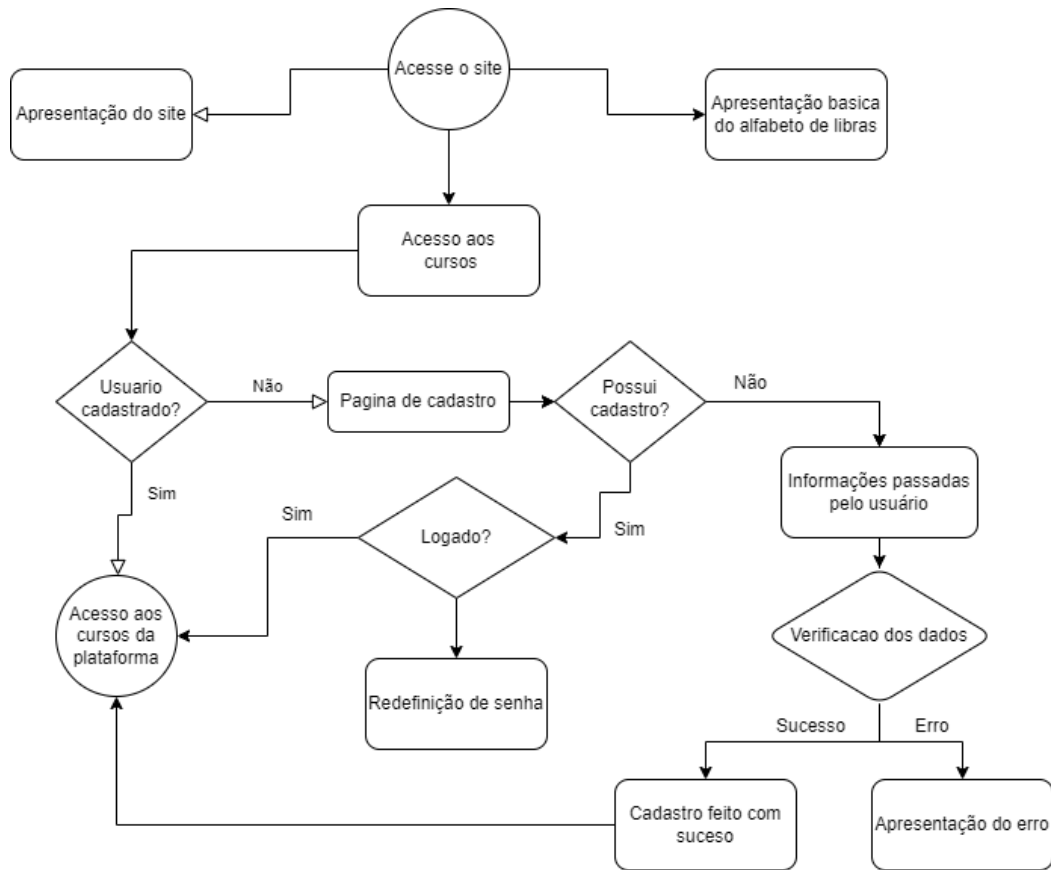 Acesse o site
Apresentação do site
Apresentação basica
do alfabeto de libras
Acesso aos
cursos
Usuario
cadastrado?
Não
Pagina de cadastro
Possui
cadastro?
Não
Sim
Informações passadas
pelo usuário
Sim
Logado?
Sim
Acesso aos
cursos da
plataforma
Verificacao dos dados
Redefinição de senha
Sucesso
Erro
Cadastro feito com
suceso
Apresentação do erro